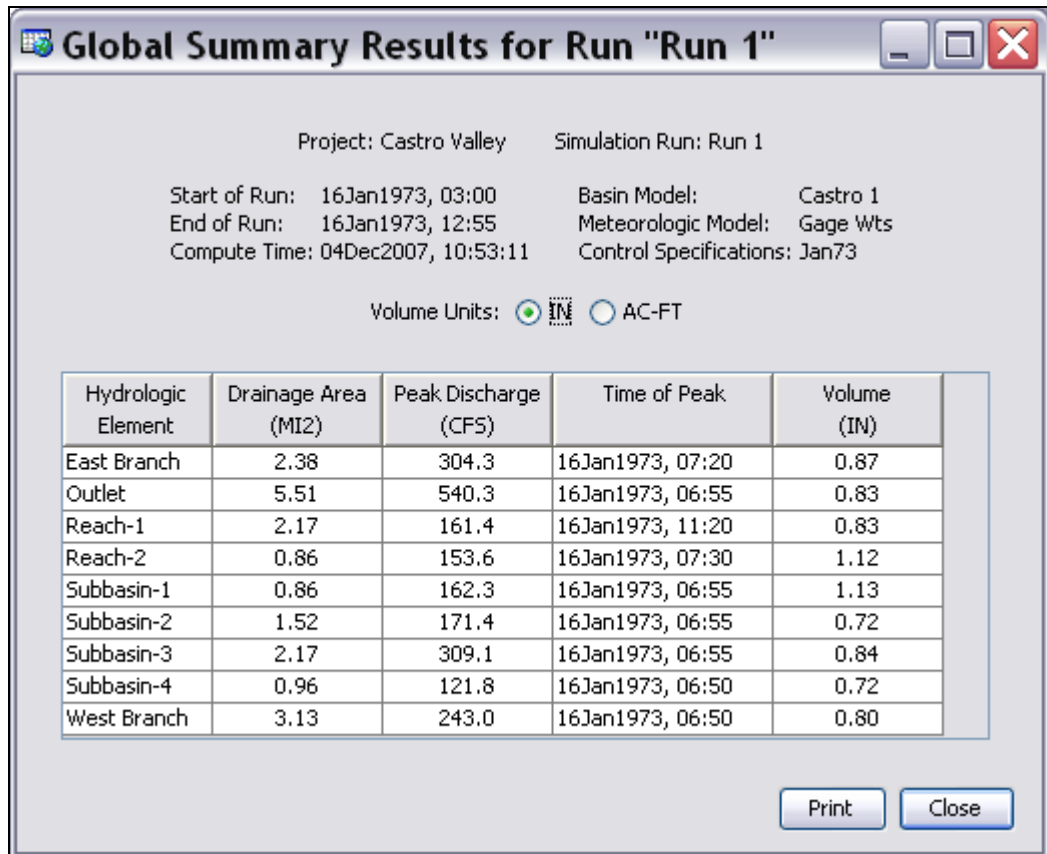 Global Summary Results for Run "Run 1"
Project: Castro Valley Simulation Run: Run 1
Start of Run: 16Jan1973, 03:00 Basin Model: Castro 1
End of Run: 16Jan1973, 12:55 Meteorologic Model: Gage Wts
Compute Time: 04Dec2007, 10:53:11 Control Specifications: Jan73
Volume Units: IN AC-FT
Hydrologic Drainage Area Peak Discharge Time of Peak Volume
Element (MI2) (CFS) (IN)
East Branch 2.38 304.3 16Jan1973, 07:20 0.87
Outlet 5.51 540.3 16Jan1973, 06:55 0.83
Reach-1 2.17 161.4 16Jan1973, 11:20 0.83
Reach-2 0.86 153.6 16Jan1973, 07:30 1.12
Subbasin-1 0.86 162.3 16Jan1973, 06:55 1.13
Subbasin-2 1.52 171.4 16Jan1973, 06:55 0.72
Subbasin-3 2.17 309.1 16Jan1973, 06:55 0.84
Subbasin-4 0.96 121.8 16Jan1973, 06:50 0.72
West Branch 3.13 243.0 16Jan1973, 06:50 0.80
Print Close